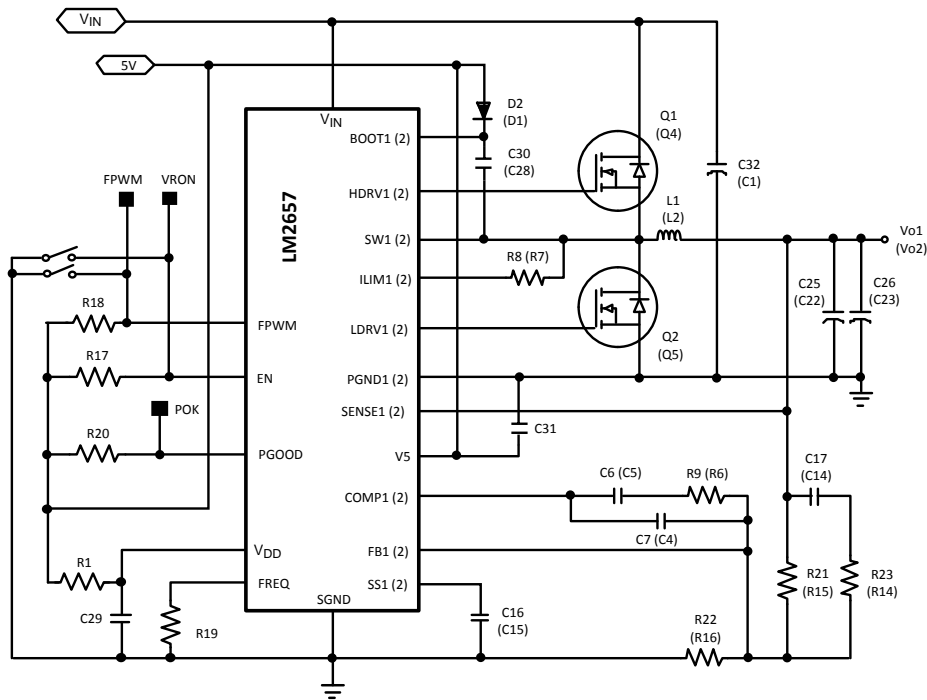 VIN
5V
D2
(D1)
Q1
(Q4)
VIN
BOOT1 (2)
C30
(C28)
C32
(C1)
FPWM
VRON
HDRV1 (2)
LM2657
L1
(L2)
SW1 (2)
Vo1
(Vo2)
R8 (R7)
ILIM1 (2)
C25
(C22)
C26
(C23)
R18
FPWM
LDRV1 (2)
Q2
(Q5)
R17
EN
PGND1 (2)
POK
SENSE1 (2)
C31
R20
PGOOD
V5
C17
(C14)
C6 (C5)
R9 (R6)
COMP1 (2)
C7 (C4)
VDD
FB1 (2)
R1
FREQ
SS1 (2)
R21
(R15)
R23
(R14)
SGND
C29
R19
C16
(C15)
R22
(R16)